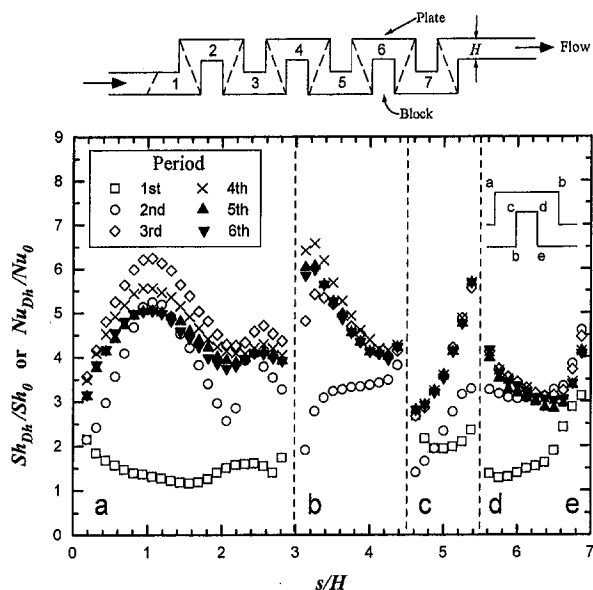 Plate
2 4 6 H Flow
1 3 5 7
Block
9
8
7
6
5
4
3
2
1
0
Sh_Dh/Sh_0 or Nu_Dh/Nu_0
Period
1st 4th
2nd 5th
3rd 6th
a b
c d
b e
a b c d e
0 1 2 3 4 5 6 7
s/H